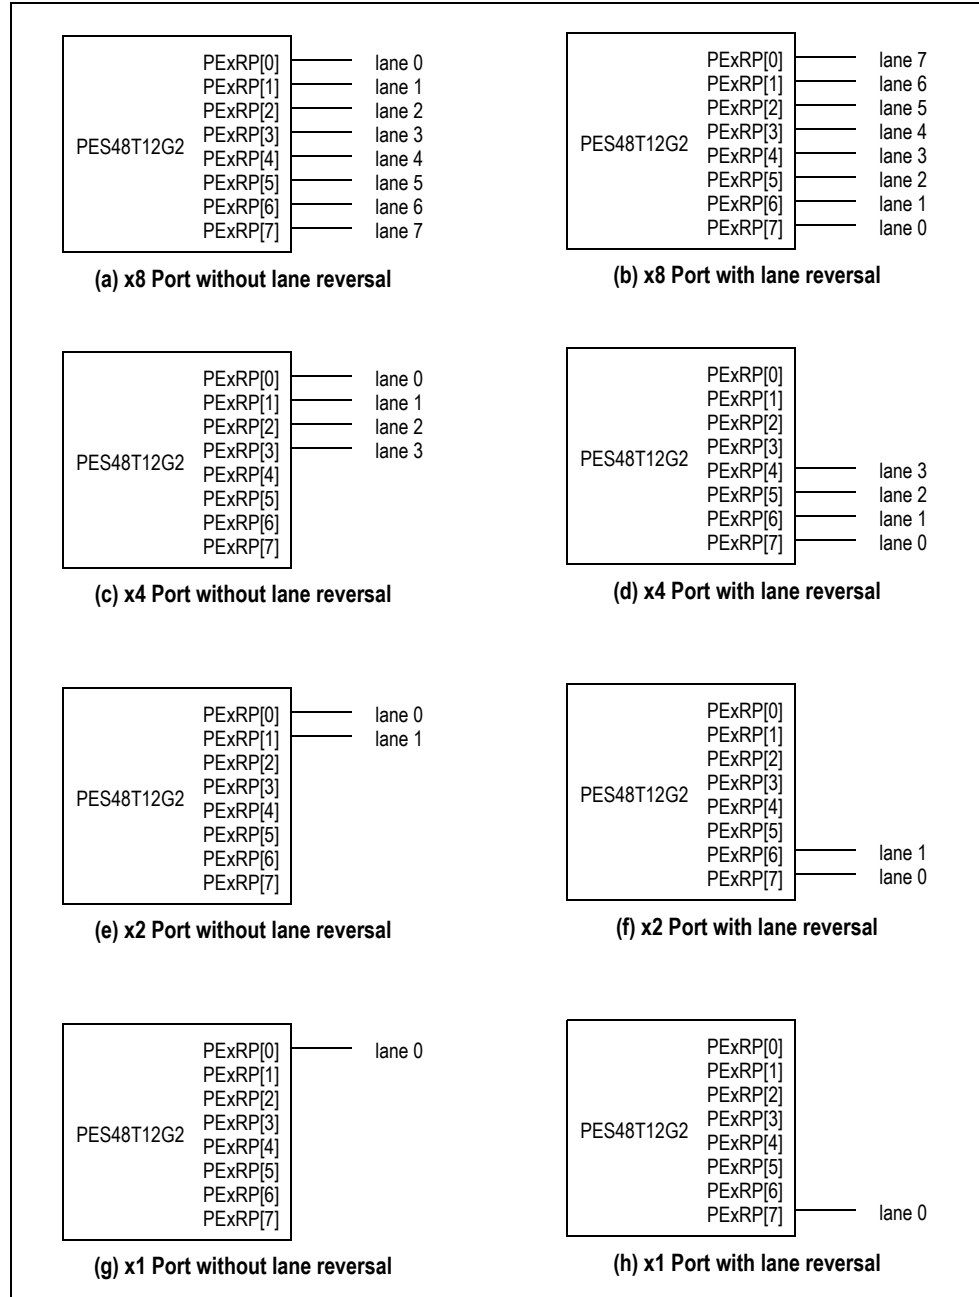 PES48T12G2
PExRP[0] lane 0
PExRP[1] lane 1
PExRP[2] lane 2
PExRP[3] lane 3
PExRP[4] lane 4
PExRP[5] lane 5
PExRP[6] lane 6
PExRP[7] lane 7
(a) x8 Port without lane reversal
PES48T12G2
PExRP[0] lane 7
PExRP[1] lane 6
PExRP[2] lane 5
PExRP[3] lane 4
PExRP[4] lane 3
PExRP[5] lane 2
PExRP[6] lane 1
PExRP[7] lane 0
(b) x8 Port with lane reversal
PES48T12G2
PExRP[0] lane 0
PExRP[1] lane 1
PExRP[2] lane 2
PExRP[3] lane 3
PExRP[4]
PExRP[5]
PExRP[6]
PExRP[7]
(c) x4 Port without lane reversal
PES48T12G2
PExRP[0]
PExRP[1]
PExRP[2]
PExRP[3]
PExRP[4] lane 3
PExRP[5] lane 2
PExRP[6] lane 1
PExRP[7] lane 0
(d) x4 Port with lane reversal
PES48T12G2
PExRP[0] lane 0
PExRP[1] lane 1
PExRP[2]
PExRP[3]
PExRP[4]
PExRP[5]
PExRP[6]
PExRP[7]
(e) x2 Port without lane reversal
PES48T12G2
PExRP[0]
PExRP[1]
PExRP[2]
PExRP[3]
PExRP[4]
PExRP[5]
PExRP[6] lane 1
PExRP[7] lane 0
(f) x2 Port with lane reversal
PES48T12G2
PExRP[0] lane 0
PExRP[1]
PExRP[2]
PExRP[3]
PExRP[4]
PExRP[5]
PExRP[6]
PExRP[7]
(g) x1 Port without lane reversal
PES48T12G2
PExRP[0]
PExRP[1]
PExRP[2]
PExRP[3]
PExRP[4]
PExRP[5]
PExRP[6]
PExRP[7] lane 0
(h) x1 Port with lane reversal